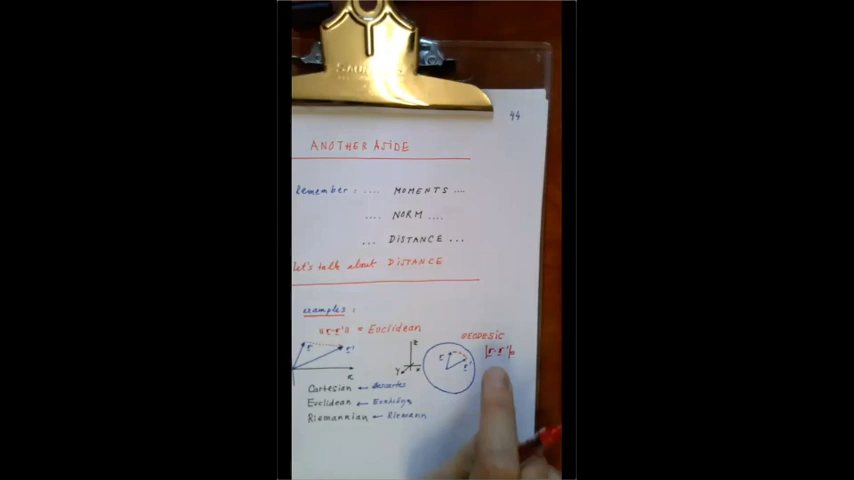 44
ANOTHER ASIDE
Remember : .... MOMENTS ....
.... NORM ....
... DISTANCE ...
Let's talk about DISTANCE
examples :
||r-r'|| = Euclidean
GEODESIC
r r'
x
z
y x
r r'
Cartesian ← Descartes
Euclidean ←
Riemannian ← Riemann